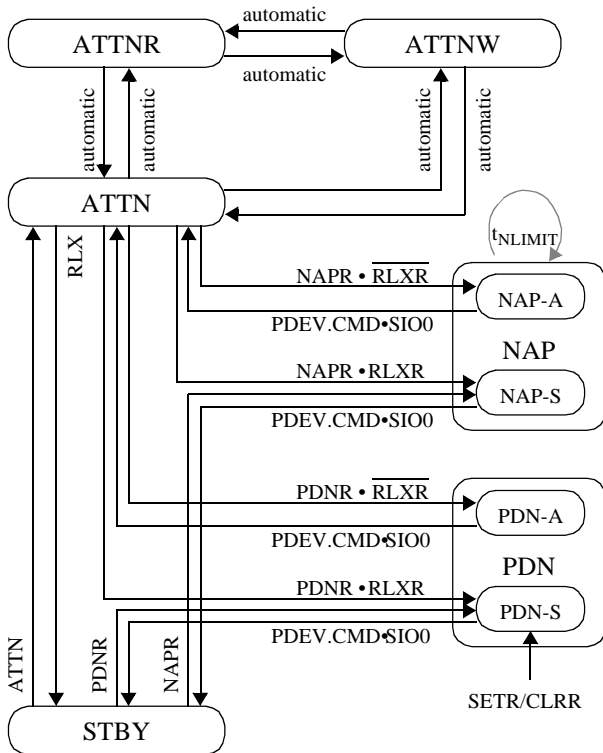 automatic
ATTNR
ATTNW
automatic
automatic
automatic
automatic
automatic
ATTN
RLX
tNLIMIT
NAPR • RLXR
NAP-A
PDEV.CMD•SIO0
NAP
NAPR • RLXR
NAP-S
PDEV.CMD•SIO0
PDNR • RLXR
PDN-A
PDEV.CMD•SIO0
PDN
PDNR • RLXR
PDN-S
PDEV.CMD•SIO0
ATTN
PDNR
NAPR
SETR/CLRR
STBY